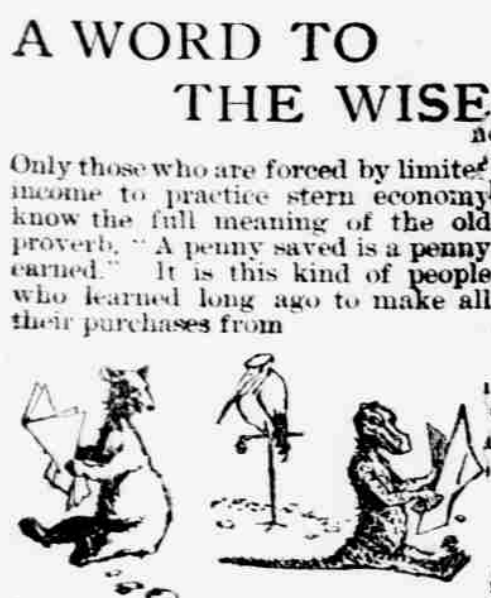 A WORD TO
THE WISE
Only those who are forced by limited
income to practice stern economy
know the full meaning of the old
proverb, "A penny saved is a penny
earned." It is this kind of people
who learned long ago to make all
their purchases from